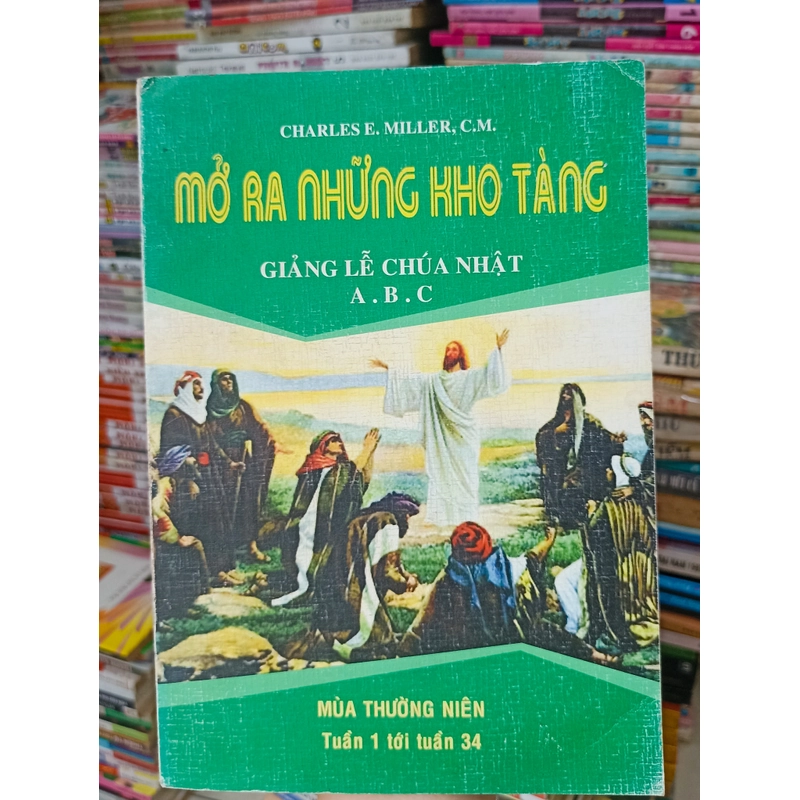 CHARLES E. MILLER, C.M.
MỞ RA NHỮNG KHO TÀNG
GIẢNG LỄ CHÚA NHẬT
A . B . C
MÙA THƯỜNG NIÊN
Tuần 1 tới tuần 34